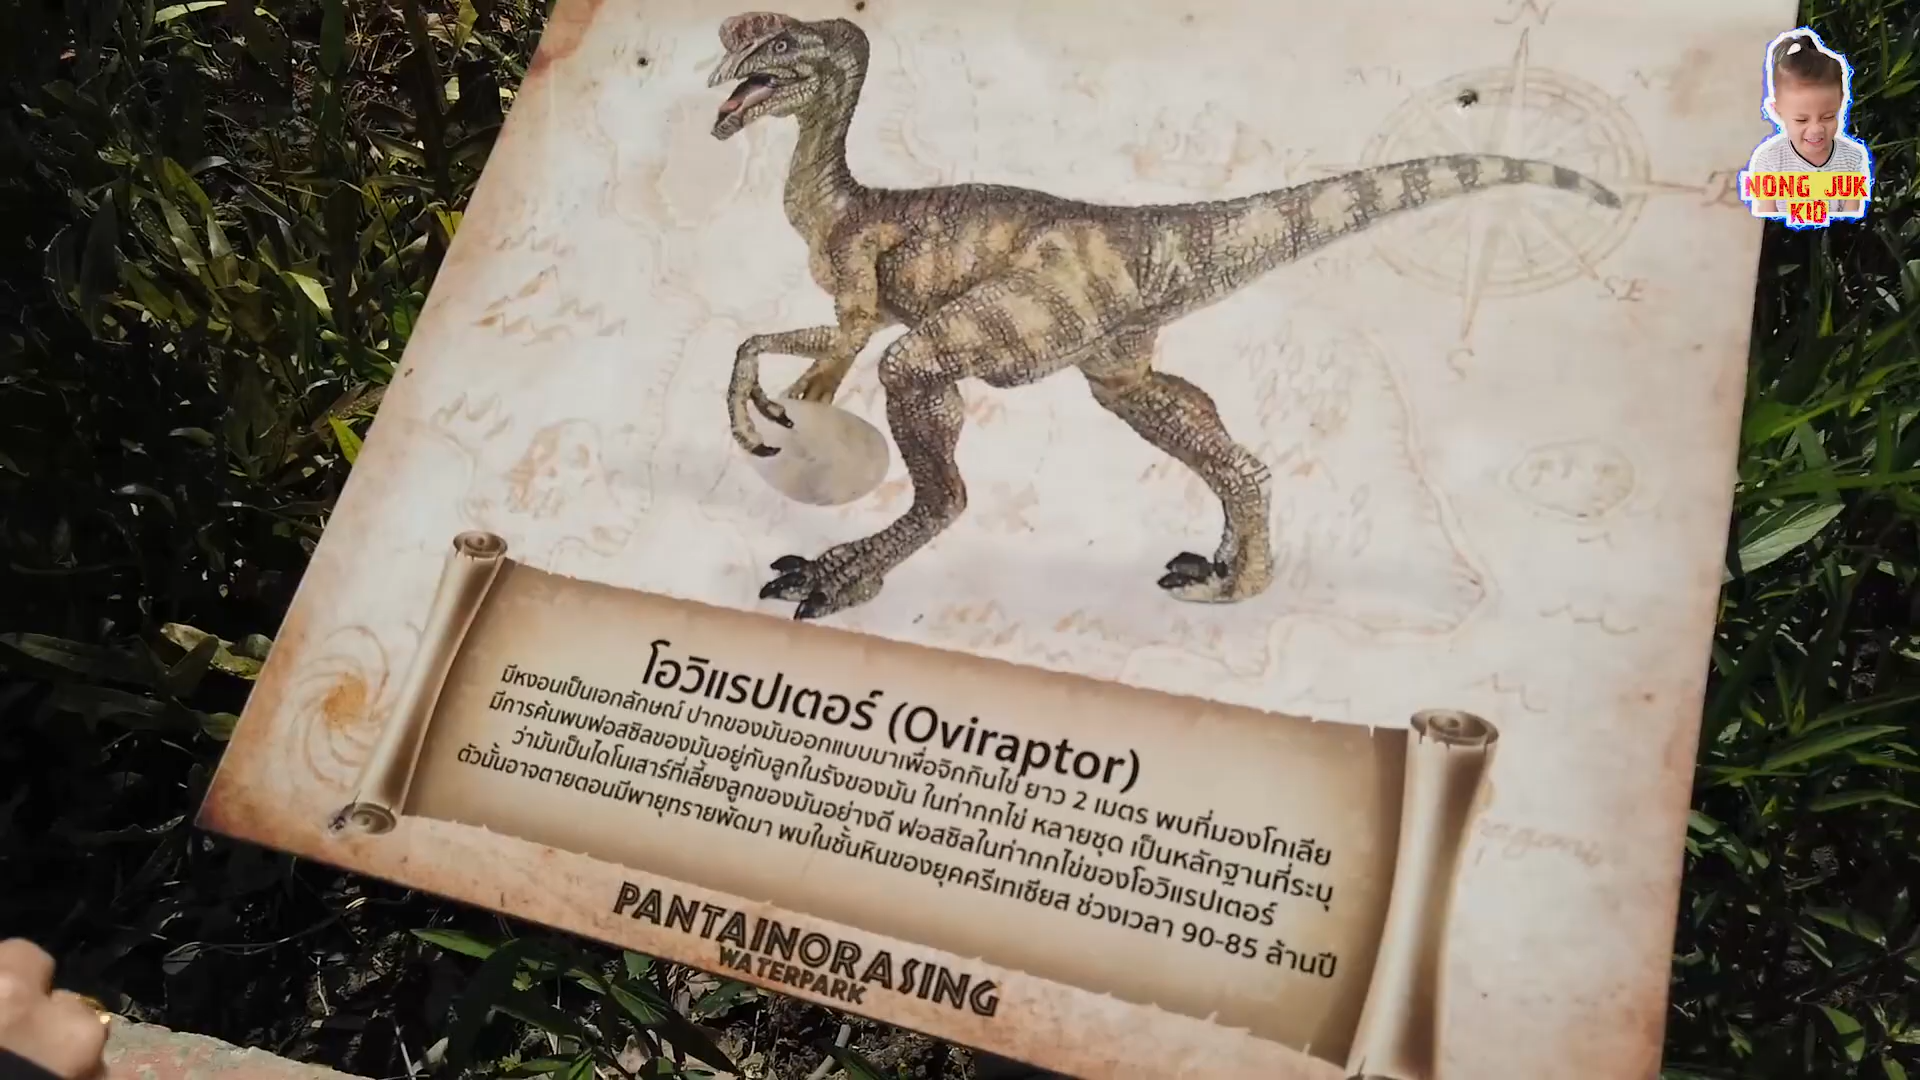 NONG JUK
KID
โอวิแรปเตอร์ (Oviraptor)
มีหงอนเป็นเอกลักษณ์ ปากของมันออกแบบมาเพื่อจิกกินไข่ ยาว 2 เมตร พบที่มองโกเลีย
มีการค้นพบฟอสซิลของมันอยู่กับลูกในรังของมัน ในท่ากกไข่ หลายชุด เป็นหลักฐานที่ระบุ
ว่ามันเป็นไดโนเสาร์ที่เลี้ยงลูกของมันอย่างดี ฟอสซิลในท่ากกไข่ของโอวิแรปเตอร์
ตัวนั้นอาจตายตอนมีพายุทรายพัดมา พบในชั้นหินของยุคครีเทเชียส ช่วงเวลา 90-85 ล้านปี
PANTAINORASING
WATERPARK